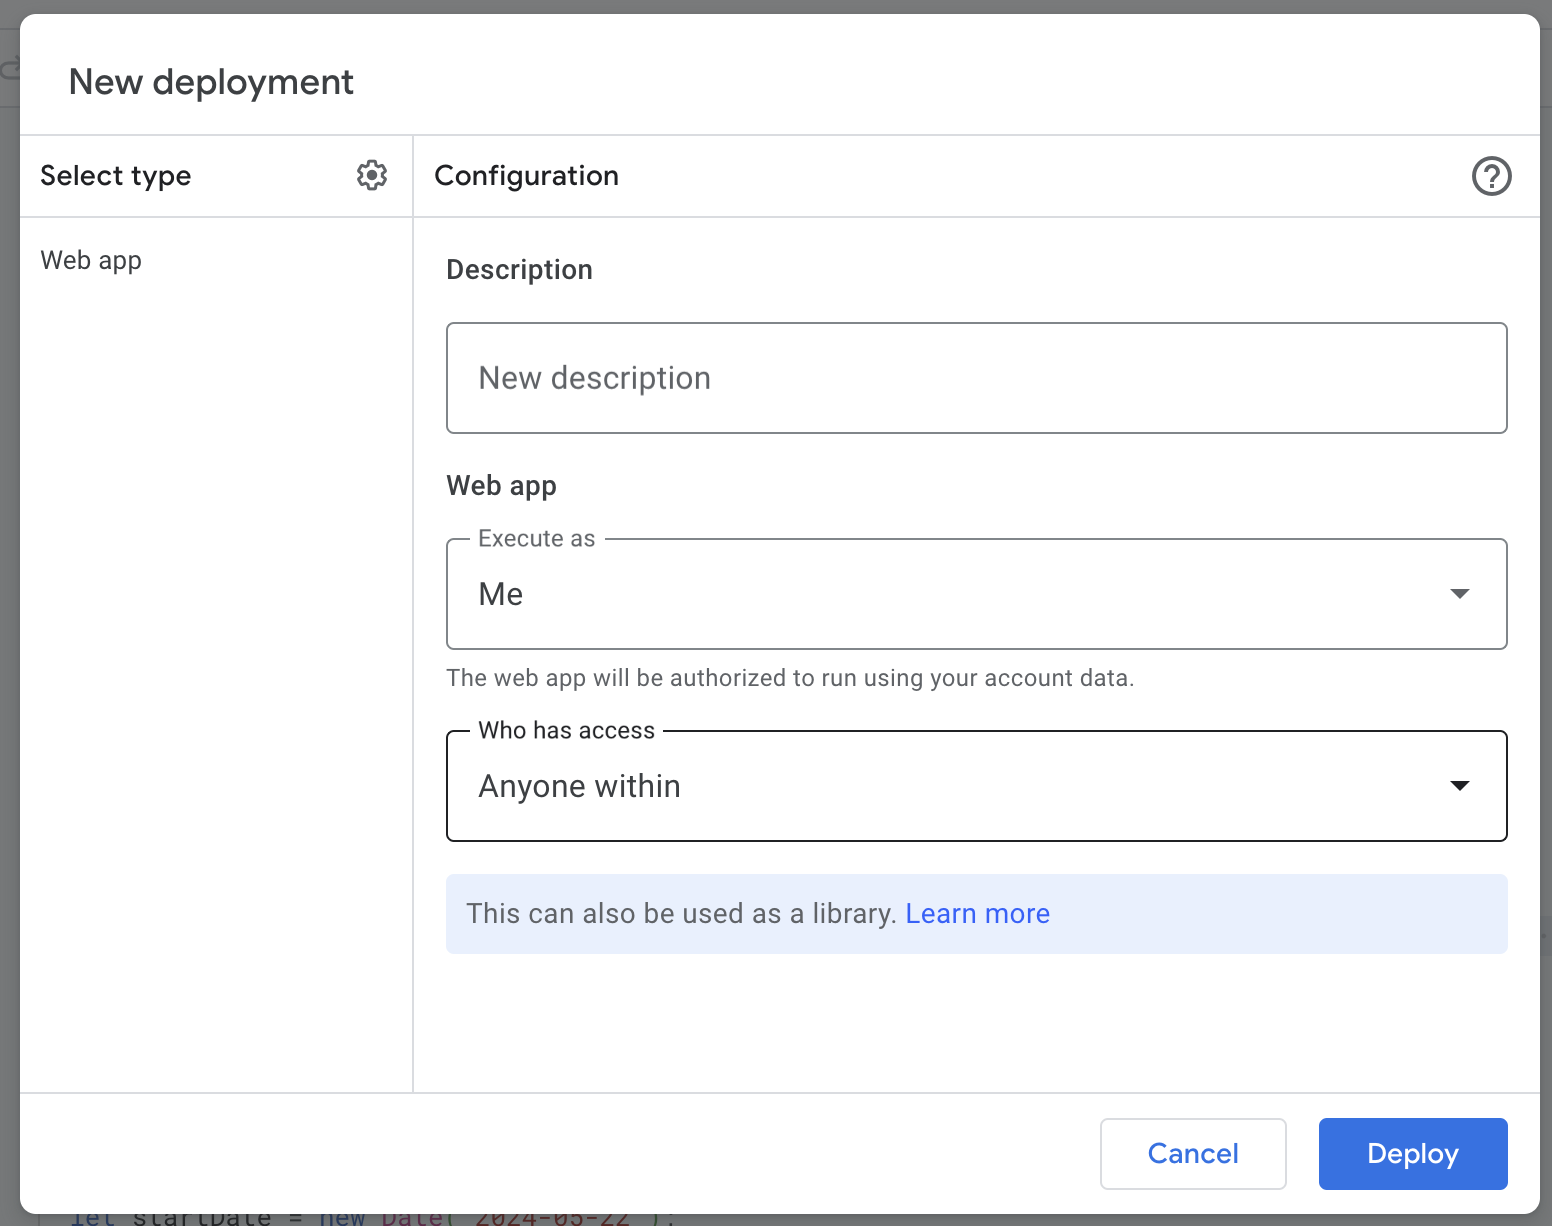 New deployment
Select type
Configuration
Web app
Description
New description
Web app
Execute as
Me
The web app will be authorized to run using your account data.
Who has access
Anyone within
This can also be used as a library. Learn more
Cancel
Deploy
let startDate = new Date('2024-05-22');